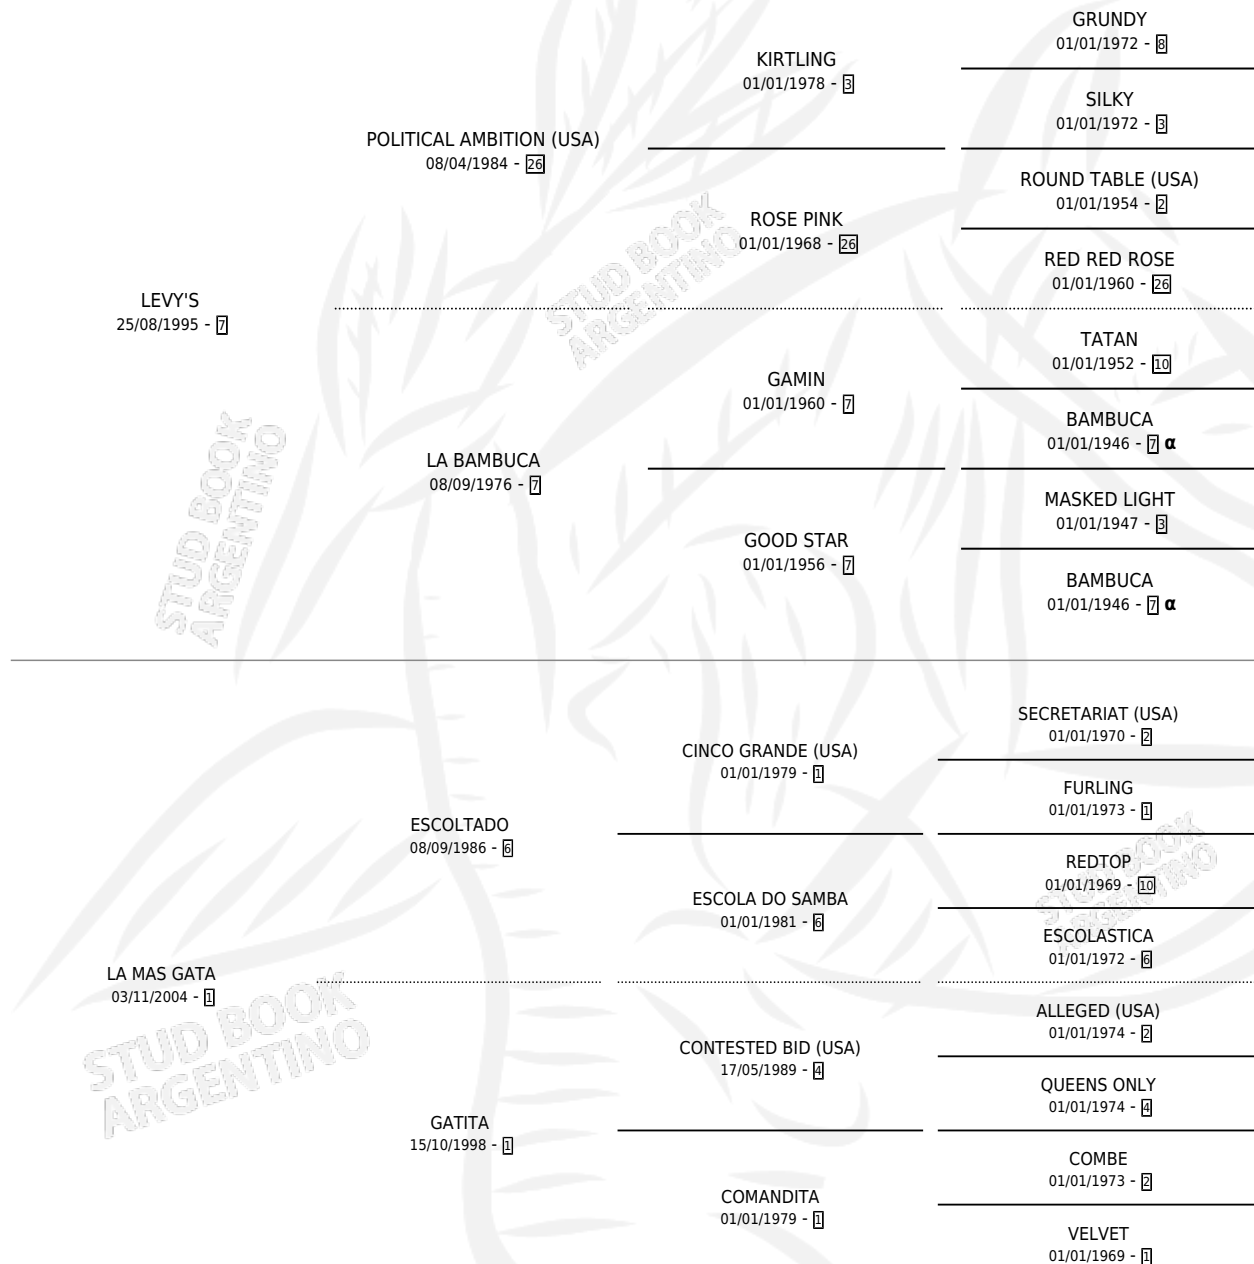 GRUNDY
01/01/1972 - 8
KIRTLING
01/01/1978 - 3
SILKY
01/01/1972 - 3
POLITICAL AMBITION (USA)
08/04/1984 - 26
ROUND TABLE (USA)
01/01/1954 - 2
ROSE PINK
01/01/1968 - 26
RED RED ROSE
01/01/1960 - 26
LEVY'S
25/08/1995 - 7
TATAN
01/01/1952 - 10
GAMIN
01/01/1960 - 7
BAMBUCA
01/01/1946 - 7 α
LA BAMBUCA
08/09/1976 - 7
MASKED LIGHT
01/01/1947 - 3
GOOD STAR
01/01/1956 - 7
BAMBUCA
01/01/1946 - 7 α
STUD BOOK
ARGENTINO
STUD BOOK
ARGENTINO
SECRETARIAT (USA)
01/01/1970 - 2
CINCO GRANDE (USA)
01/01/1979 - 1
FURLING
01/01/1973 - 1
ESCOLTADO
08/09/1986 - 6
REDTOP
01/01/1969 - 10
ESCOLA DO SAMBA
01/01/1981 - 6
ESCOLASTICA
01/01/1972 - 6
LA MAS GATA
03/11/2004 - 1
ALLEGED (USA)
01/01/1974 - 2
CONTESTED BID (USA)
17/05/1989 - 4
QUEENS ONLY
01/01/1974 - 4
GATITA
15/10/1998 - 1
COMBE
01/01/1973 - 2
COMANDITA
01/01/1979 - 1
VELVET
01/01/1969 - 1
STUD BOOK
ARGENTINO
STUD BOOK
ARGENTINO